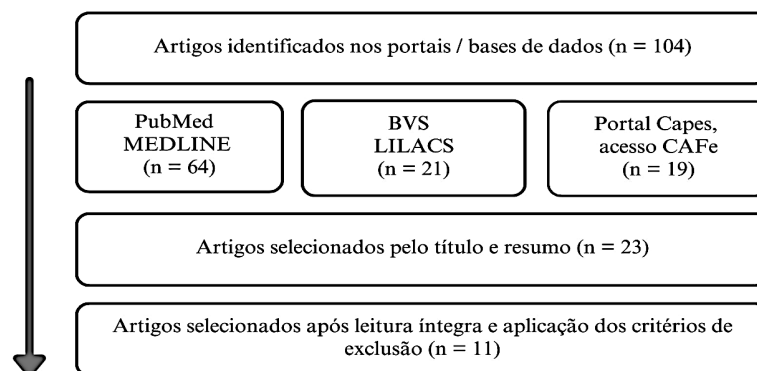 Artigos identificados nos portais / bases de dados (n = 104)
PubMed
MEDLINE
(n = 64)
BVS
LILACS
(n = 21)
Portal Capes,
acesso CAFe
(n = 19)
Artigos selecionados pelo título e resumo (n = 23)
Artigos selecionados após leitura íntegra e aplicação dos critérios de
exclusão (n = 11)